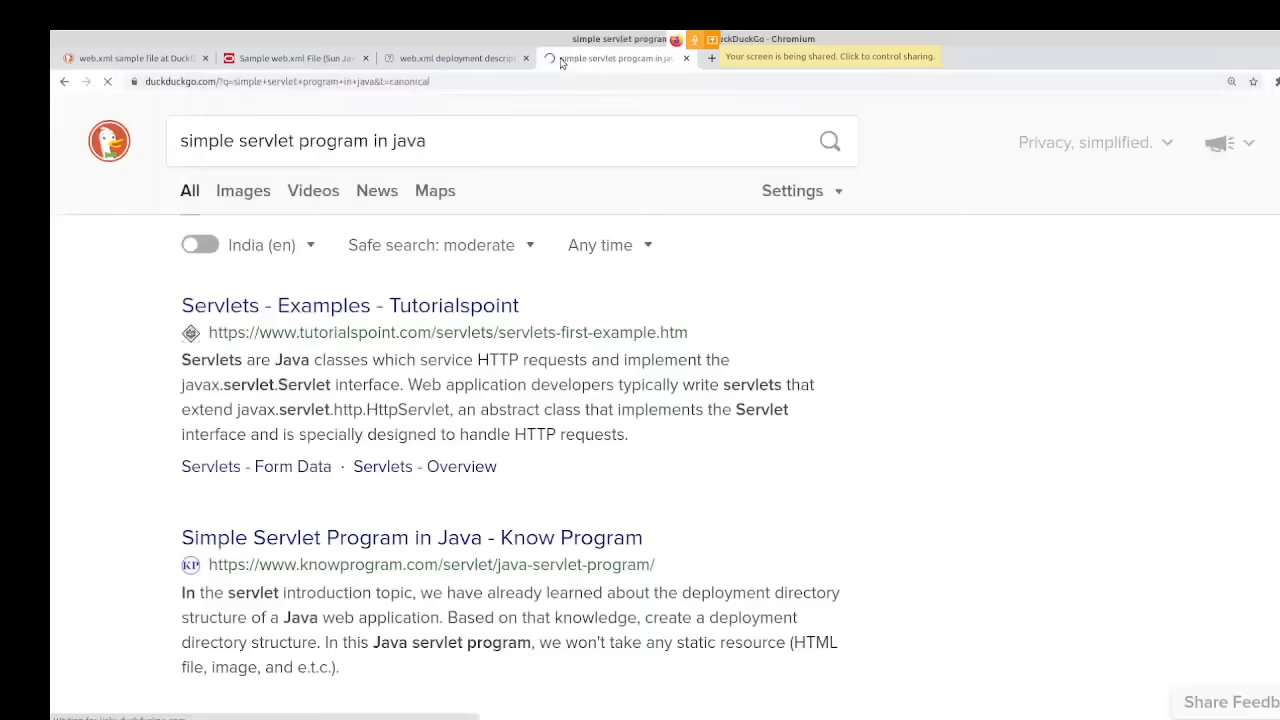 simple servlet program
uckDuckGo - Chromium
web.xml sample file at DuckD
Sample web.xml File (Sun Jav
web.xml deployment descrip
simple servlet program in jav
Your screen is being shared. Click to control sharing.
duckduckgo.com/?q=simple+servlet+program+in+java&t=canonical
simple servlet program in java
Privacy, simplified.
All Images Videos News Maps
Settings
India (en)
Safe search: moderate
Any time
Servlets - Examples - Tutorialspoint
https://www.tutorialspoint.com/servlets/servlets-first-example.htm
Servlets are Java classes which service HTTP requests and implement the
javax.servlet.Servlet interface. Web application developers typically write servlets that
extend javax.servlet.http.HttpServlet, an abstract class that implements the Servlet
interface and is specially designed to handle HTTP requests.
Servlets - Form Data · Servlets - Overview
Simple Servlet Program in Java - Know Program
KP https://www.knowprogram.com/servlet/java-servlet-program/
In the servlet introduction topic, we have already learned about the deployment directory
structure of a Java web application. Based on that knowledge, create a deployment
directory structure. In this Java servlet program, we won't take any static resource (HTML
file, image, and e.t.c.).
Share Feedb